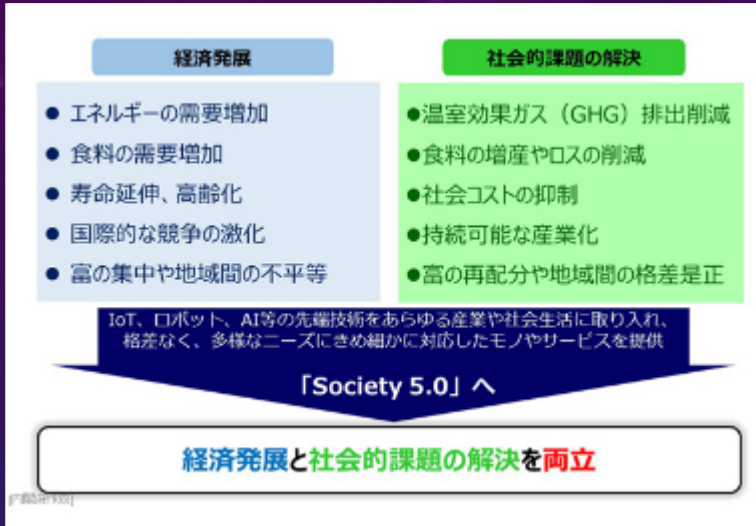 経済発展
● エネルギーの需要増加
● 食料の需要増加
● 寿命延伸、高齢化
● 国際的な競争の激化
● 富の集中や地域間の不平等
社会的課題の解決
●温室効果ガス（GHG）排出削減
●食料の増産やロスの削減
●社会コストの抑制
●持続可能な産業化
●富の再配分や地域間の格差是正
IoT、ロボット、AI等の先端技術をあらゆる産業や社会生活に取り入れ、
格差なく、多様なニーズにきめ細かに対応したモノやサービスを提供
「Society 5.0」へ
経済発展と社会的課題の解決を両立